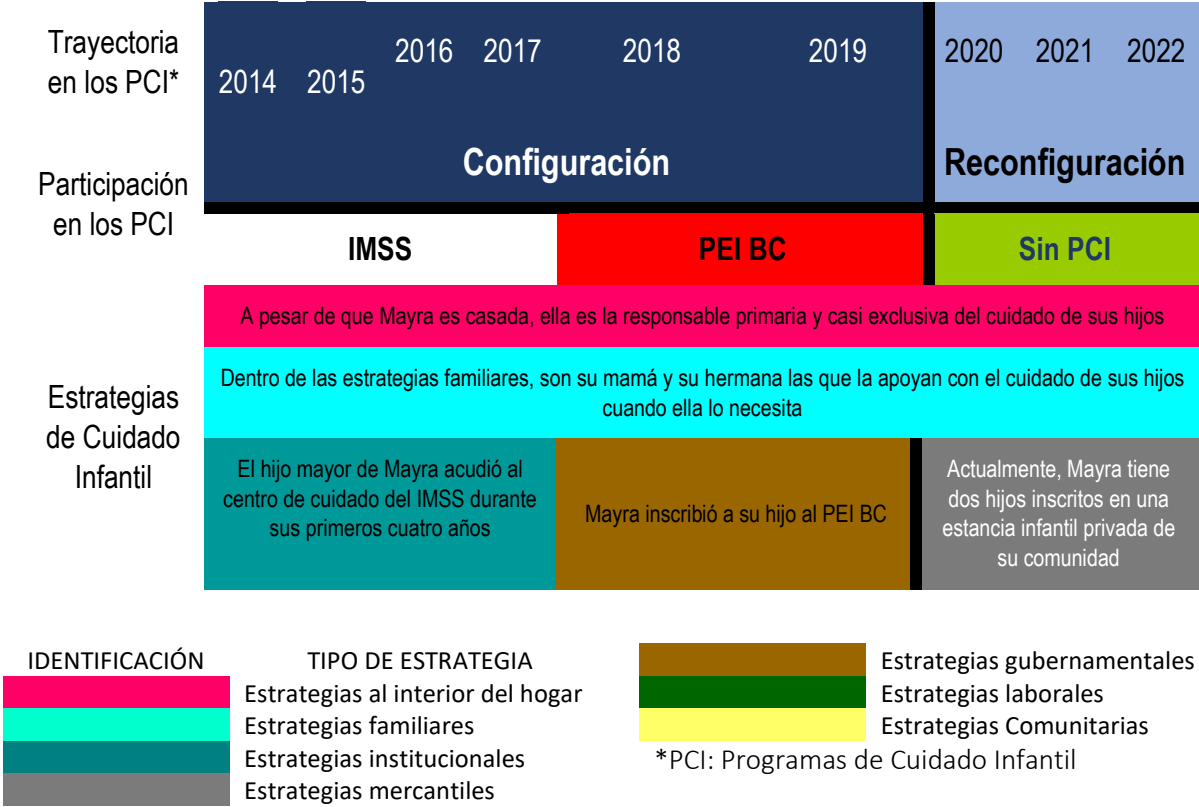 Trayectoria
en los PCI*
2014
2015
2016
2017
2018
2019
2020
2021
2022
Participación
en los PCI
Configuración
Reconfiguración
IMSS
PEI BC
Sin PCI
Estrategias
de Cuidado
Infantil
A pesar de que Mayra es casada, ella es la responsable primaria y casi exclusiva del cuidado de sus hijos
Dentro de las estrategias familiares, son su mamá y su hermana las que la apoyan con el cuidado de sus hijos
cuando ella lo necesita
El hijo mayor de Mayra acudió al
centro de cuidado del IMSS durante
sus primeros cuatro años
Mayra inscribió a su hijo al PEI BC
Actualmente, Mayra tiene
dos hijos inscritos en una
estancia infantil privada de
su comunidad
IDENTIFICACIÓN
TIPO DE ESTRATEGIA
Estrategias al interior del hogar
Estrategias familiares
Estrategias institucionales
Estrategias mercantiles
Estrategias gubernamentales
Estrategias laborales
Estrategias Comunitarias
*PCI: Programas de Cuidado Infantil